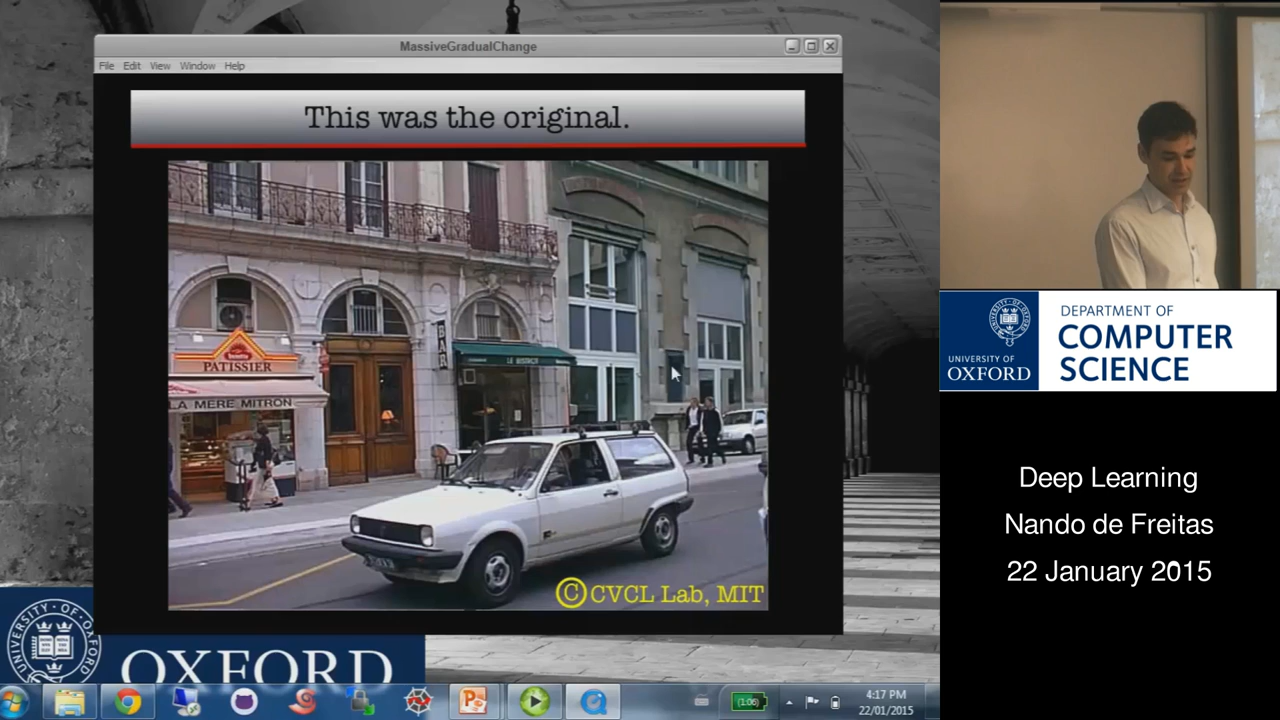 MassiveGradualChange
File Edit View Window Help
This was the original.
PATISSIER
LA MERE MITRON
BAR
LE BISTROT
© CVCL Lab, MIT
OXFORD
(1:06)
4:17 PM
22/01/2015
UNIVERSITY OF
OXFORD
DEPARTMENT OF
COMPUTER
SCIENCE
Deep Learning
Nando de Freitas
22 January 2015